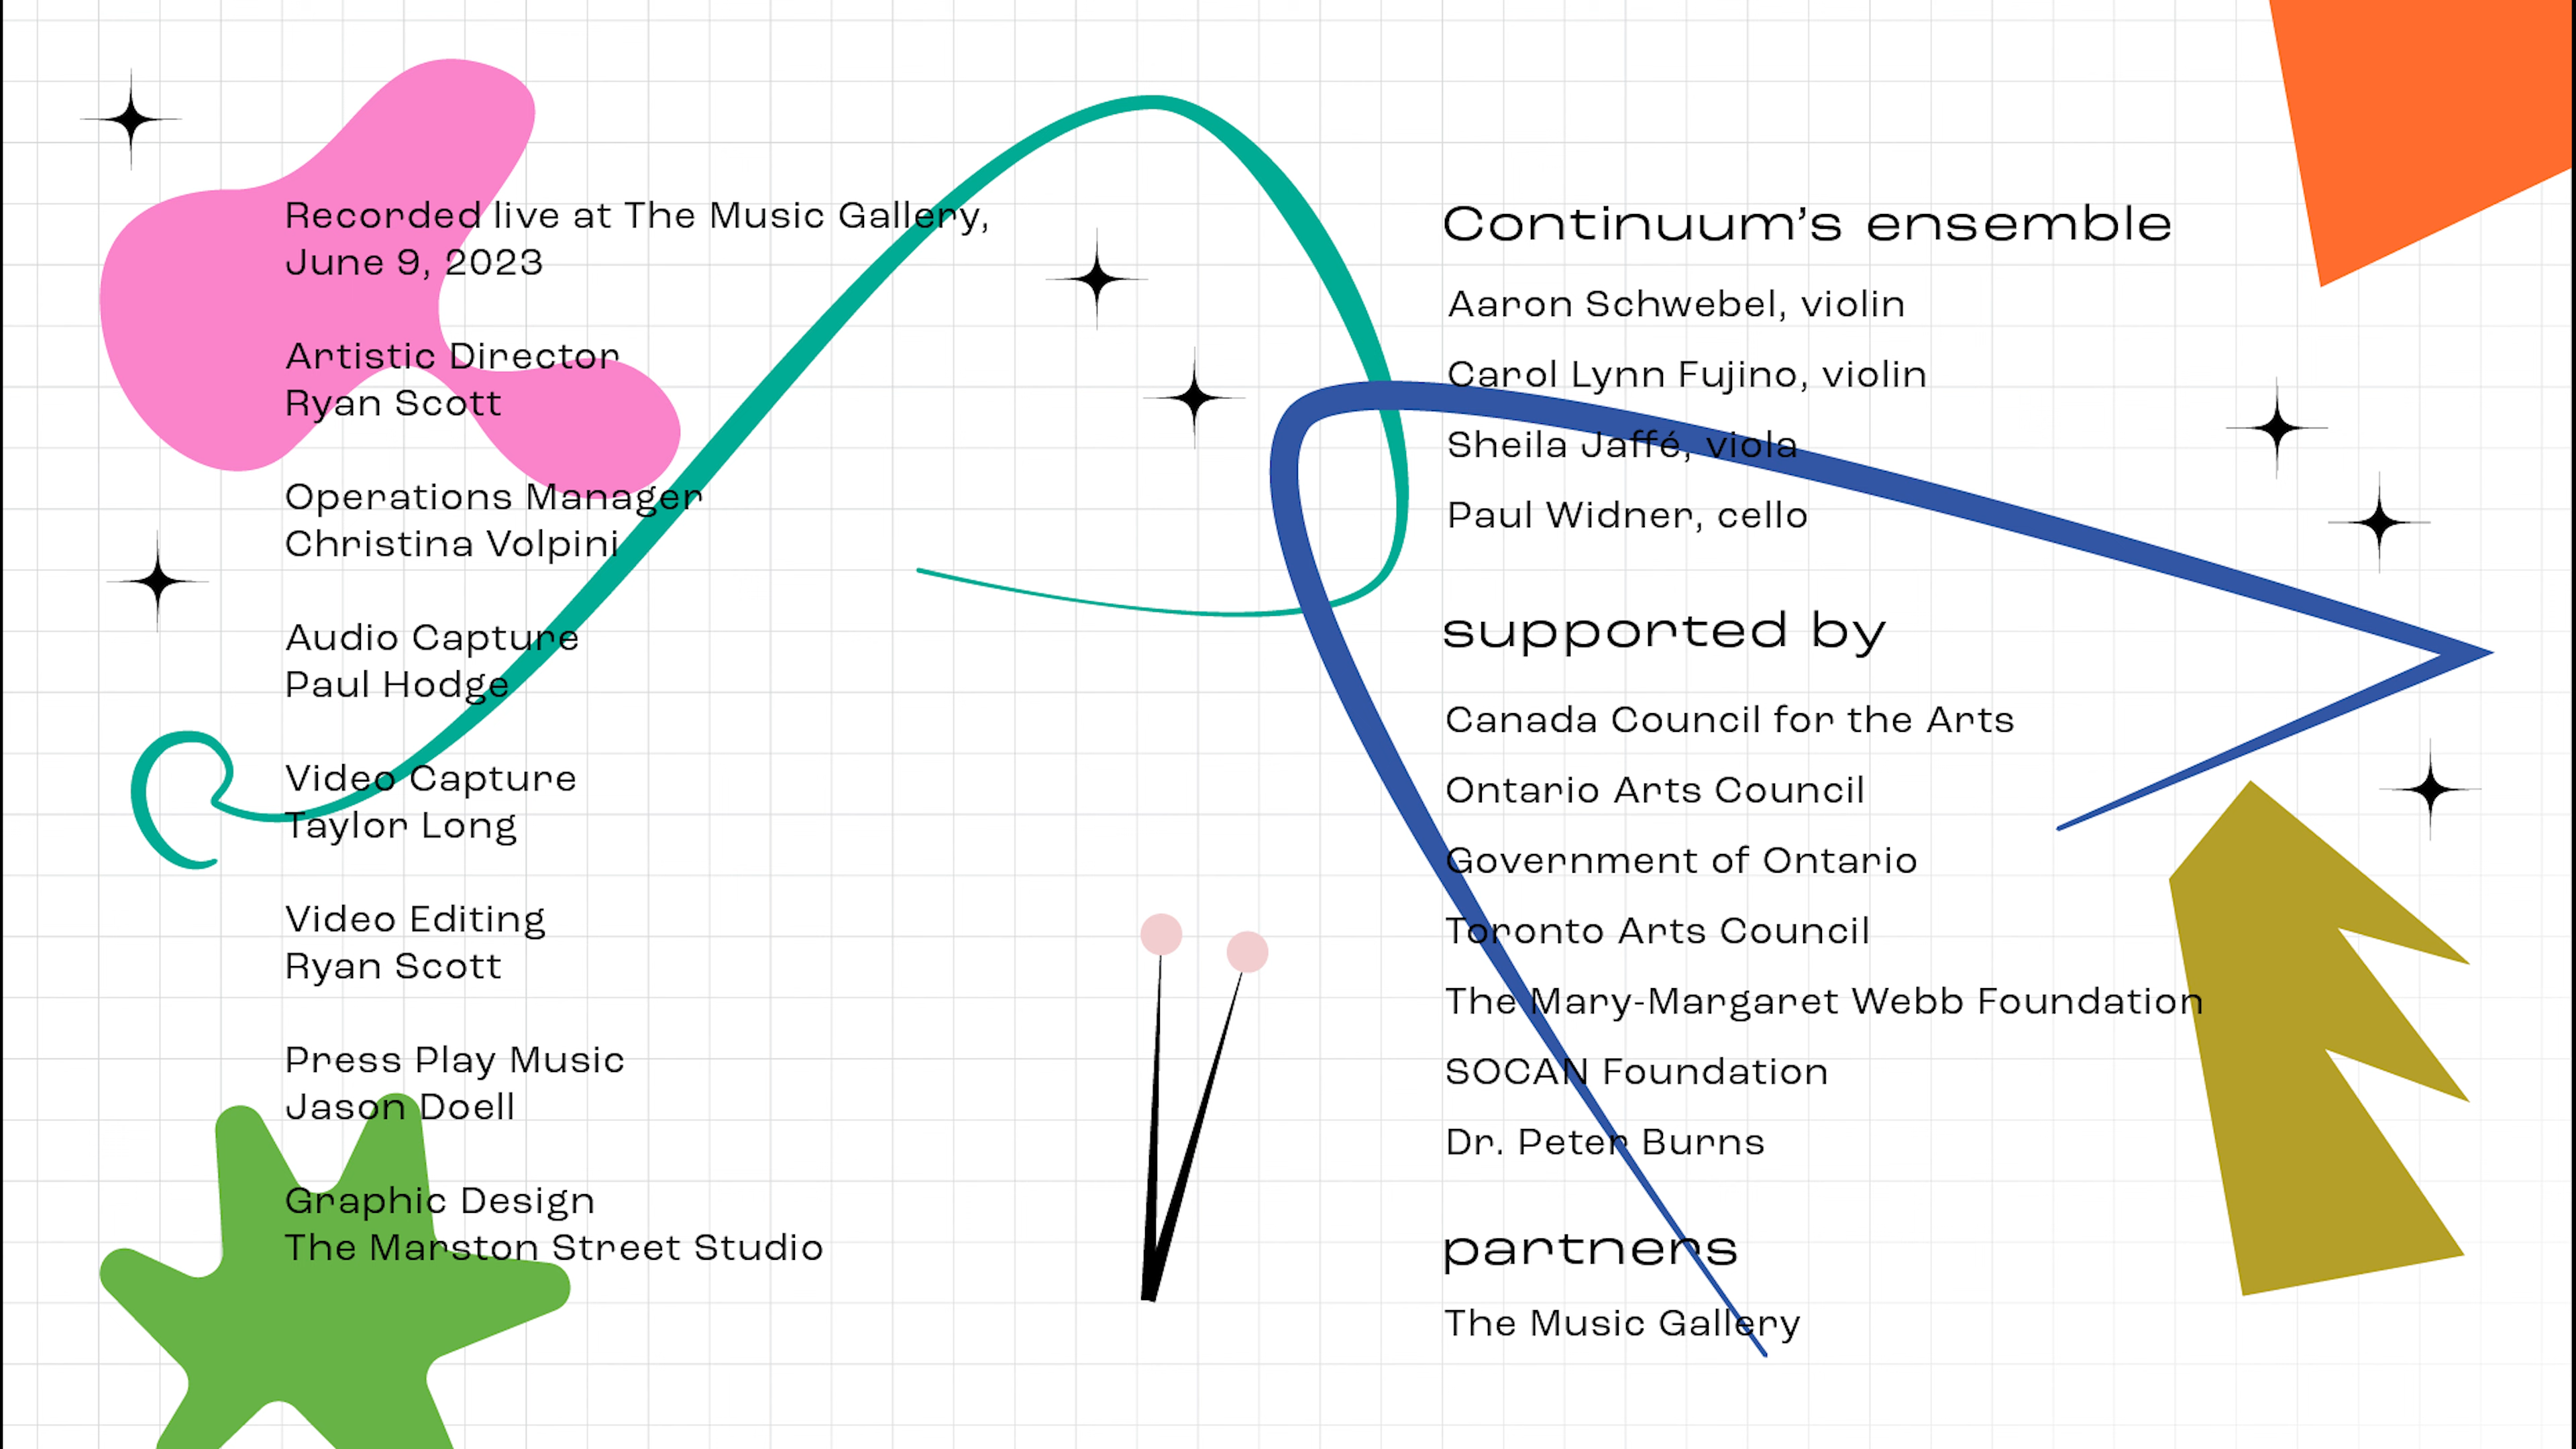 Recorded live at The Music Gallery,
June 9, 2023
Artistic Director
Ryan Scott
Operations Manager
Christina Volpini
Audio Capture
Paul Hodge
Video Capture
Taylor Long
Video Editing
Ryan Scott
Press Play Music
Jason Doell
Graphic Design
The Marston Street Studio
Continuum’s ensemble
Aaron Schwebel, violin
Carol Lynn Fujino, violin
Sheila Jaffé, viola
Paul Widner, cello
supported by
Canada Council for the Arts
Ontario Arts Council
Government of Ontario
Toronto Arts Council
The Mary-Margaret Webb Foundation
SOCAN Foundation
Dr. Peter Burns
partners
The Music Gallery